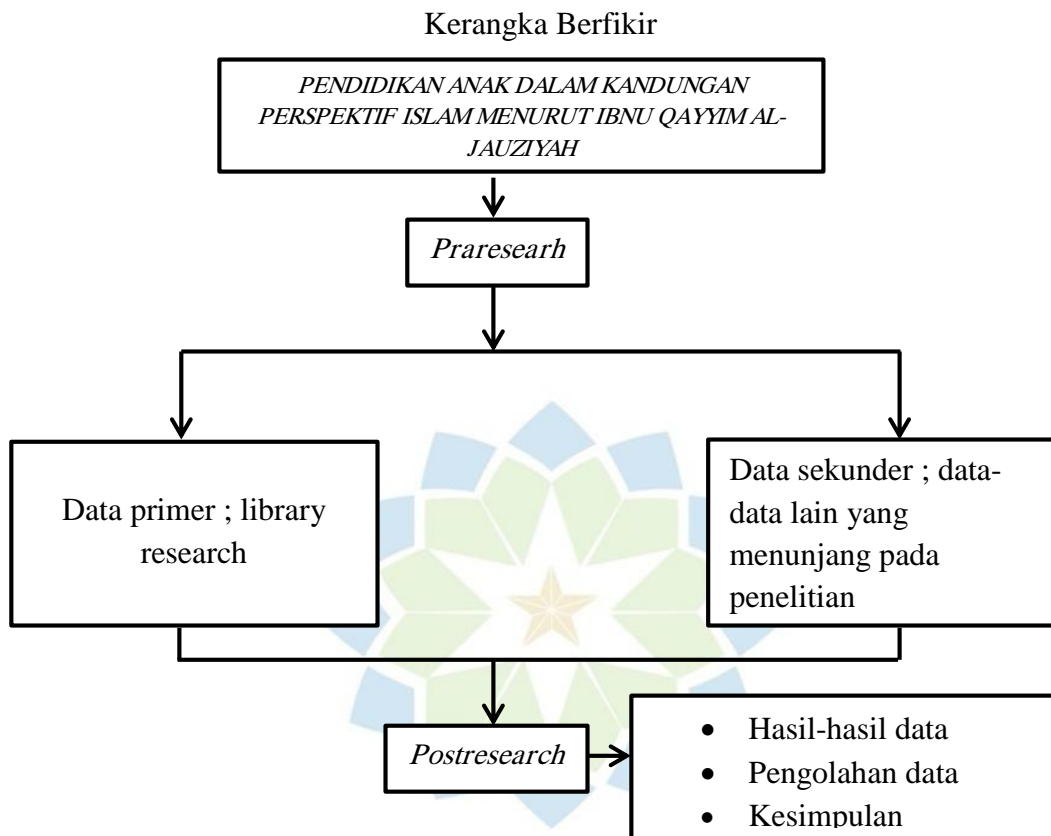 Kerangka Berfikir
PENDIDIKAN ANAK DALAM KANDUNGAN
PERSPEKTIF ISLAM MENURUT IBNU QAYYIM AL-
JAUZIYAH
Praresearh
Data primer ; library
research
Data sekunder ; data-
data lain yang
menunjang pada
penelitian
Postresearch
• Hasil-hasil data
• Pengolahan data
• Kesimpulan